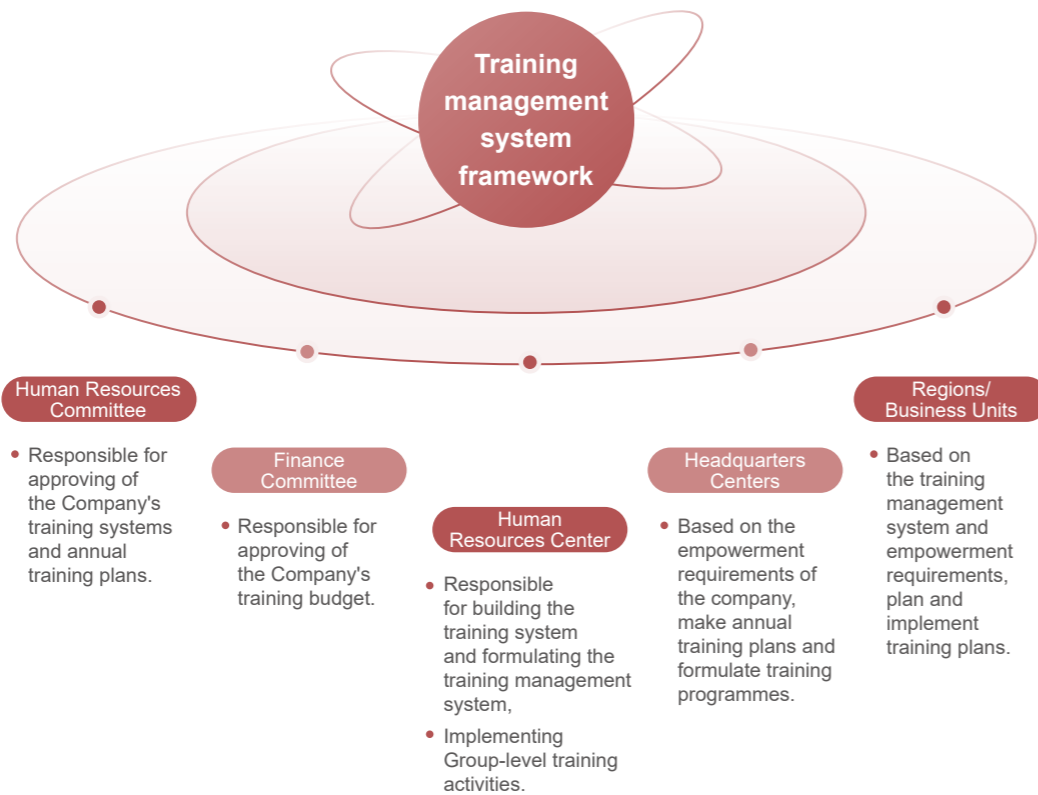 Training
management
system
framework
Human Resources
Committee
• Responsible for
approving of
the Company's
training systems
and annual
training plans.
Finance
Committee
• Responsible for
approving of
the Company's
training budget.
Human
Resources Center
• Responsible
for building the
training system
and formulating the
training management
system,
• Implementing
Group-level training
activities.
Headquarters
Centers
• Based on the
empowerment
requirements of
the company,
make annual
training plans and
formulate training
programmes.
Regions/
Business Units
• Based on
the training
management
system and
empowerment
requirements,
plan and
implement
training plans.